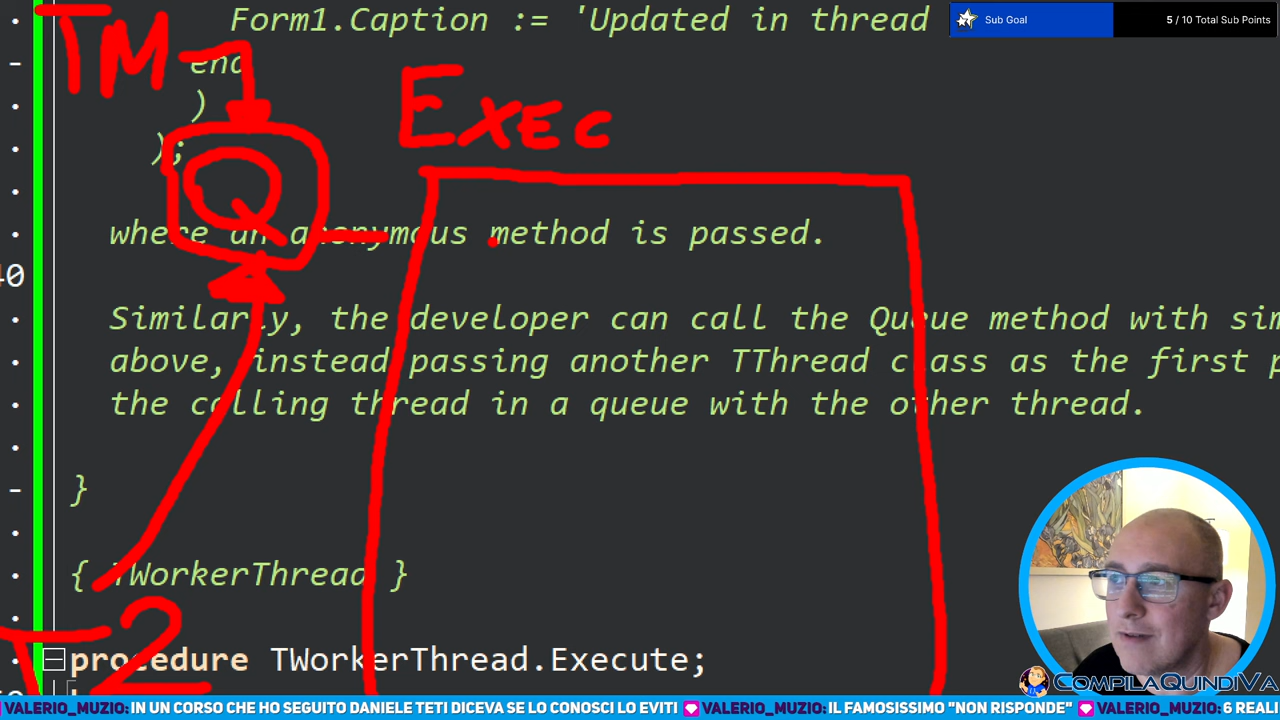 Form1.Caption := 'Updated in thread
Sub Goal
5 / 10 Total Sub Points
TM
end
)
Exec
);
Q
where an anonymous method is passed.
40
Similarly, the developer can call the Queue method with sim
above, instead passing another TThread class as the first p
the calling thread in a queue with the other thread.
}
{ TWorkerThread }
T2
procedure TWorkerThread.Execute;
CompilaQuindiVa
VALERIO_MUZIO: IN UN CORSO CHE HO SEGUITO DANIELE TETI DICEVA SE LO CONOSCI LO EVITI VALERIO_MUZIO: IL FAMOSISSIMO "NON RISPONDE" VALERIO_MUZIO: 6 REALI